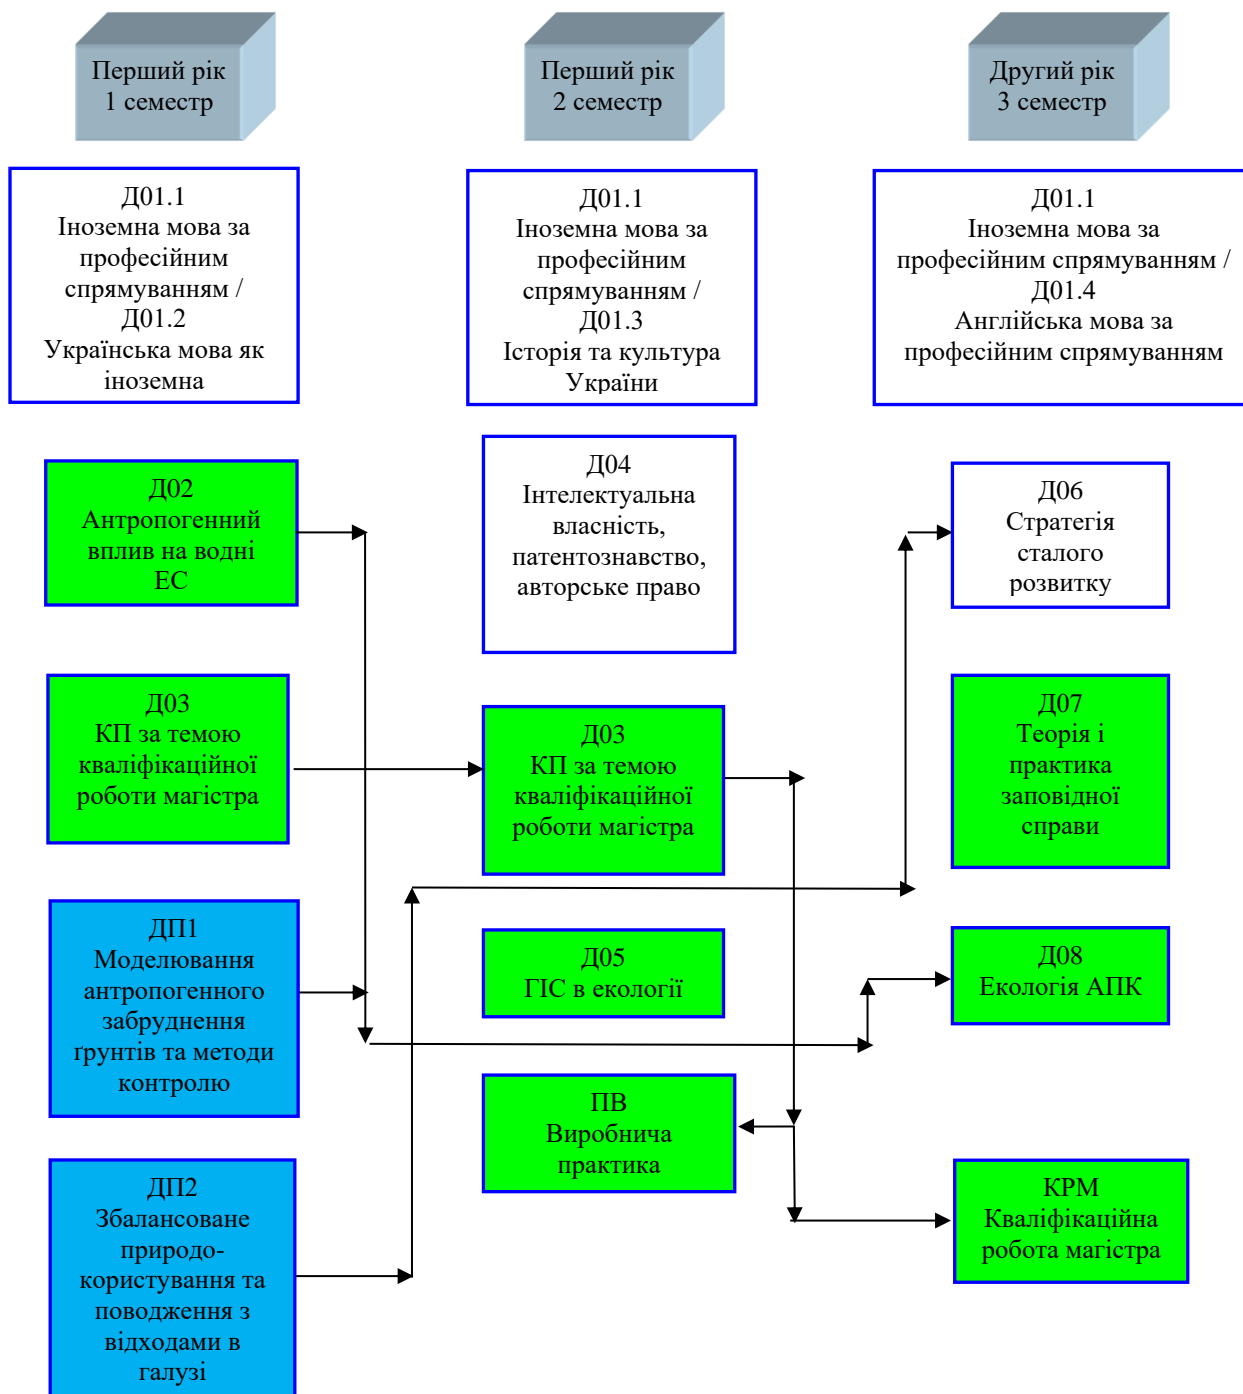 Перший рік
1 семестр
Перший рік
2 семестр
Другий рік
3 семестр
Д01.1
Іноземна мова за
професійним
спрямуванням /
Д01.2
Українська мова як
іноземна
Д01.1
Іноземна мова за
професійним
спрямуванням /
Д01.3
Історія та культура
України
Д01.1
Іноземна мова за
професійним спрямуванням /
Д01.4
Англійська мова за
професійним спрямуванням
Д02
Антропогенний
вплив на водні
ЕС
Д04
Інтелектуальна
власність,
патентознавство,
авторське право
Д06
Стратегія
сталого
розвитку
Д03
КП за темою
кваліфікаційної
роботи магістра
Д03
КП за темою
кваліфікаційної
роботи магістра
Д07
Теорія і
практика
заповідної
справи
ДП1
Моделювання
антропогенного
забруднення
ґрунтів та методи
контролю
Д05
ГІС в екології
Д08
Екологія АПК
ПВ
Виробнича
практика
ДП2
Збалансоване
природо-
користування та
поводження з
відходами в
галузі
КРМ
Кваліфікаційна
робота магістра